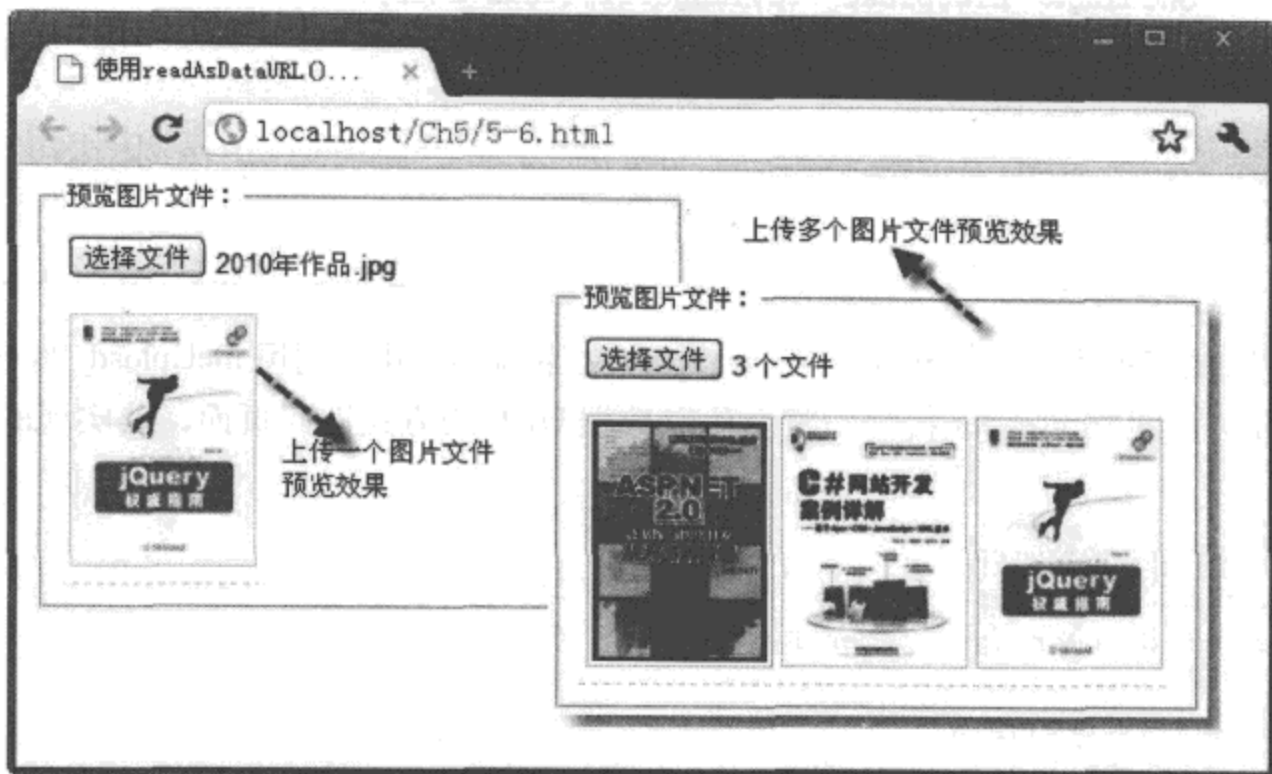 使用readAsDataURL()...
localhost/Ch5/5-6.html
预览图片文件：
选择文件 2010年作品.jpg
jQuery
权威指南
上传一个图片文件
预览效果
上传多个图片文件预览效果
预览图片文件：
选择文件 3 个文件
ASP.NET
2.0
C#网站开发
案例详解
jQuery
权威指南